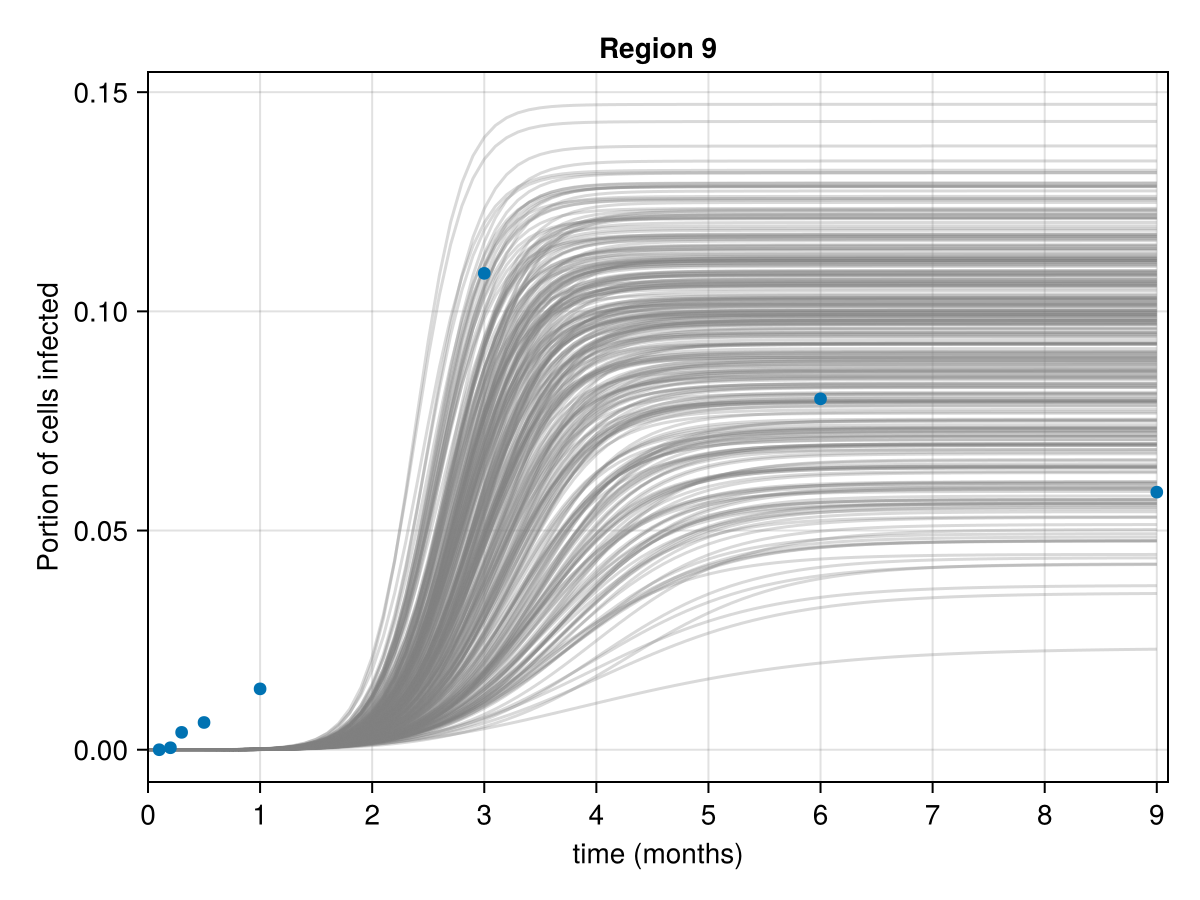 Region 9
Portion of cells infected
0.15
0.10
0.05
0.00
0 1 2 3 4 5 6 7 8 9
time (months)